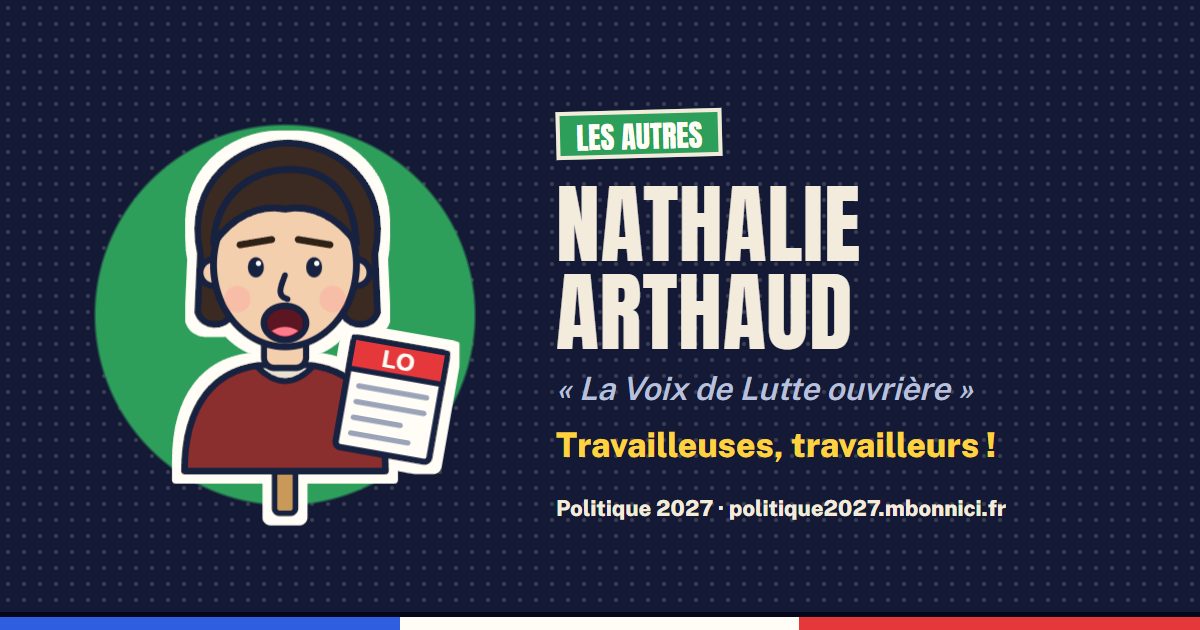 LES AUTRES
NATHALIE
ARTHAUD
« La Voix de Lutte ouvrière »
LO
Travailleuses, travailleurs !
Politique 2027 · politique2027.mbonnici.fr